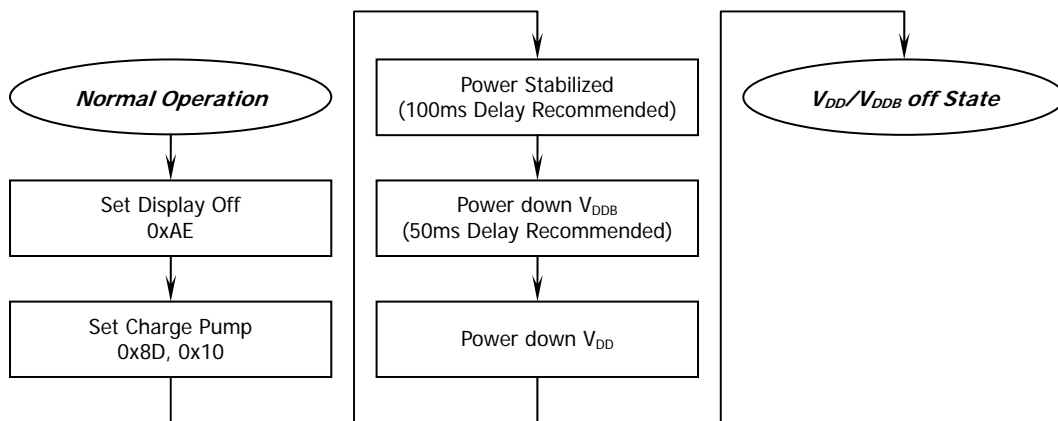 Normal Operation
Set Display Off
0xAE
Set Charge Pump
0x8D, 0x10
Power Stabilized
(100ms Delay Recommended)
Power down VDDB
(50ms Delay Recommended)
Power down VDD
VDD/VDDB off State